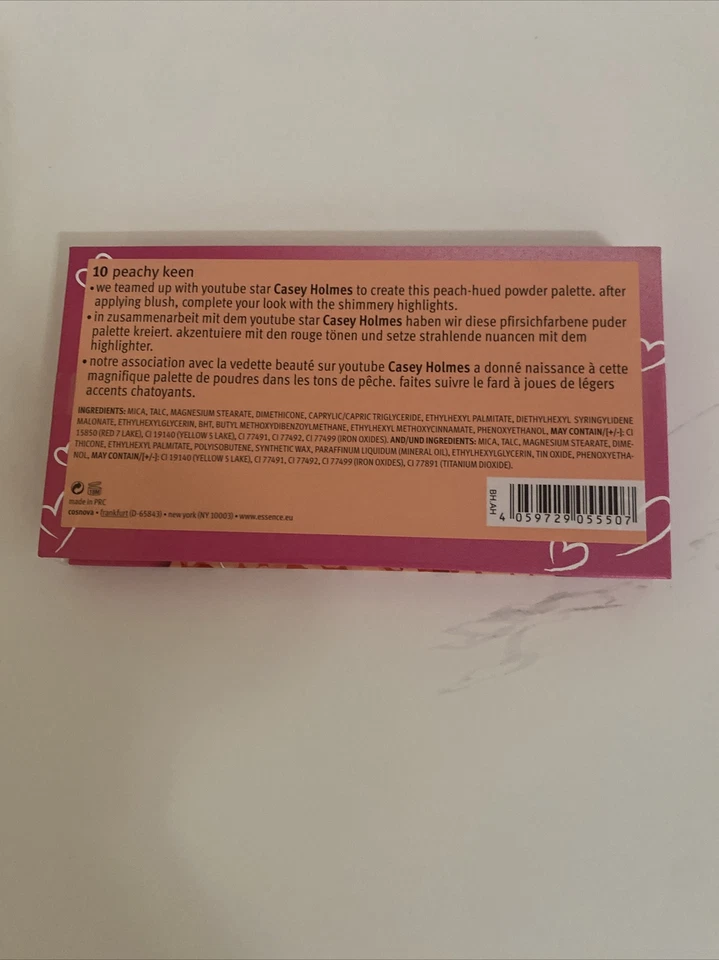 10 peachy keen
• we teamed up with youtube star Casey Holmes to create this peach-hued powder palette. after
applying blush, complete your look with the shimmery highlights.
• in zusammenarbeit mit dem youtube star Casey Holmes haben wir diese pfirsichfarbene puder
palette kreiert. akzentuiere mit den rouge tönen und setze strahlende nuancen mit dem
highlighter.
• notre association avec la vedette beauté sur youtube Casey Holmes a donné naissance à cette
magnifique palette de poudres dans les tons de pêche. faites suivre le fard à joues de légers
accents chatoyants.
INGREDIENTS: MICA, TALC, MAGNESIUM STEARATE, DIMETHICONE, CAPRYLIC/CAPRIC TRIGLYCERIDE, ETHYLHEXYL PALMITATE, DIETHYLHEXYL SYRINGYLIDENE
MALONATE, ETHYLHEXYLGLYCERIN, BHT, BUTYL METHOXYDIBENZOYLMETHANE, ETHYLHEXYL METHOXYCINNAMATE, PHENOXYETHANOL, MAY CONTAIN/[+/-]: CI
15850 (RED 7 LAKE), CI 19140 (YELLOW 5 LAKE), CI 77491, CI 77492, CI 77499 (IRON OXIDES). AND/UND INGREDIENTS: MICA, TALC, MAGNESIUM STEARATE, DIME-
THICONE, ETHYLHEXYL PALMITATE, POLYISOBUTENE, SYNTHETIC WAX, PARAFFINUM LIQUIDUM (MINERAL OIL), ETHYLHEXYLGLYCERIN, TIN OXIDE, PHENOXYETHA-
NOL, MAY CONTAIN/[+/-]: CI 19140 (YELLOW 5 LAKE), CI 77491, CI 77492, CI 77499 (IRON OXIDES), CI 77891 (TITANIUM DIOXIDE).
made in PRC
cosnova • frankfurt (D-65843) • new york (NY 10003) • www.essence.eu
BH.AH
4 059729 055507